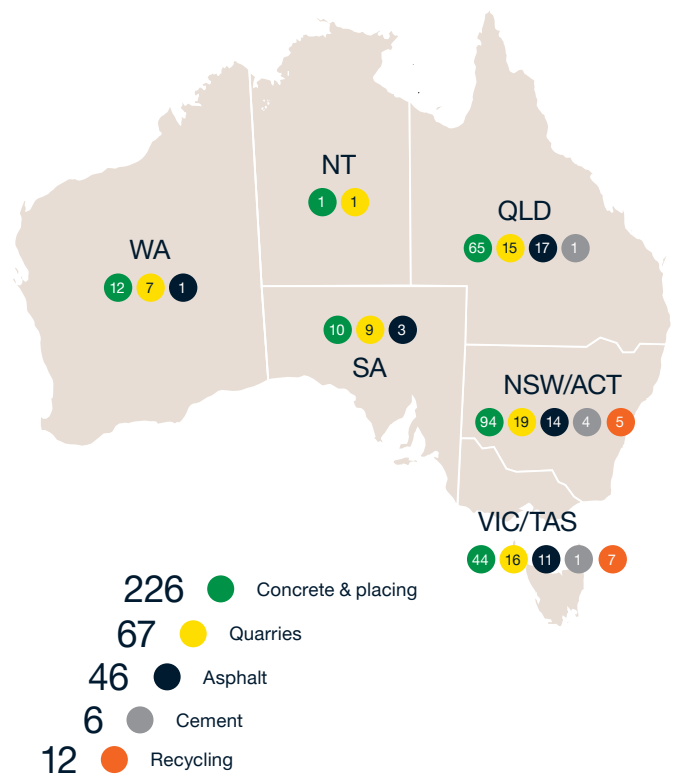 NT
1 1
QLD
65 15 17 1
WA
12 7 1
10 9 3
SA
NSW/ACT
94 19 14 4 5
VIC/TAS
44 16 11 1 7
226 Concrete & placing
67 Quarries
46 Asphalt
6 Cement
12 Recycling